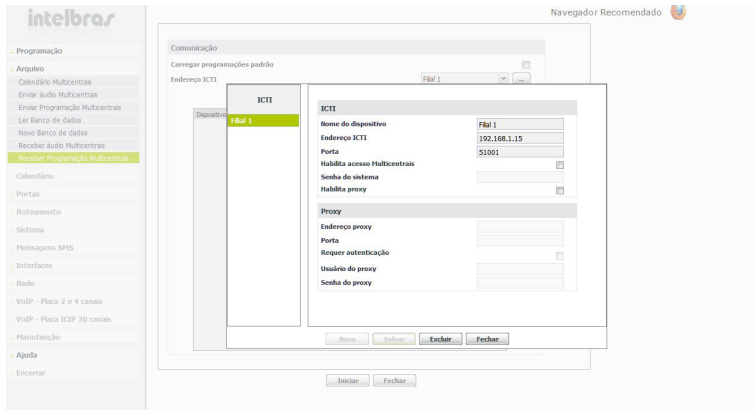 Navegador Recomendado
intelbras
Programação
Arquivo
Calendário Multicentrais
Enviar áudio Multicentrais
Enviar Programação Multicentrais
Ler Banco de dados
Novo Banco de dados
Receber áudio Multicentrais
Receber Programação Multicentrais
Calendário
Portas
Roteamento
Sistema
Mensagens SMS
Interfaces
Rede
VoIP - Placa 2 e 4 canais
VoIP - Placa ICIP 30 canais
Manutenção
Ajuda
Encerrar
Comunicação
Carregar programações padrão
Endereço ICTI Filial 1 ...
Dispositivo
ICTI
Filial 1
ICTI
Nome do dispositivo Filial 1
Endereço ICTI 192.168.1.15
Porta 51001
Habilita acesso Multicentrais
Senha do sistema
Habilita proxy
Proxy
Endereço proxy
Porta
Requer autenticação
Usuário do proxy
Senha do proxy
Novo Salvar Excluir Fechar
Iniciar Fechar